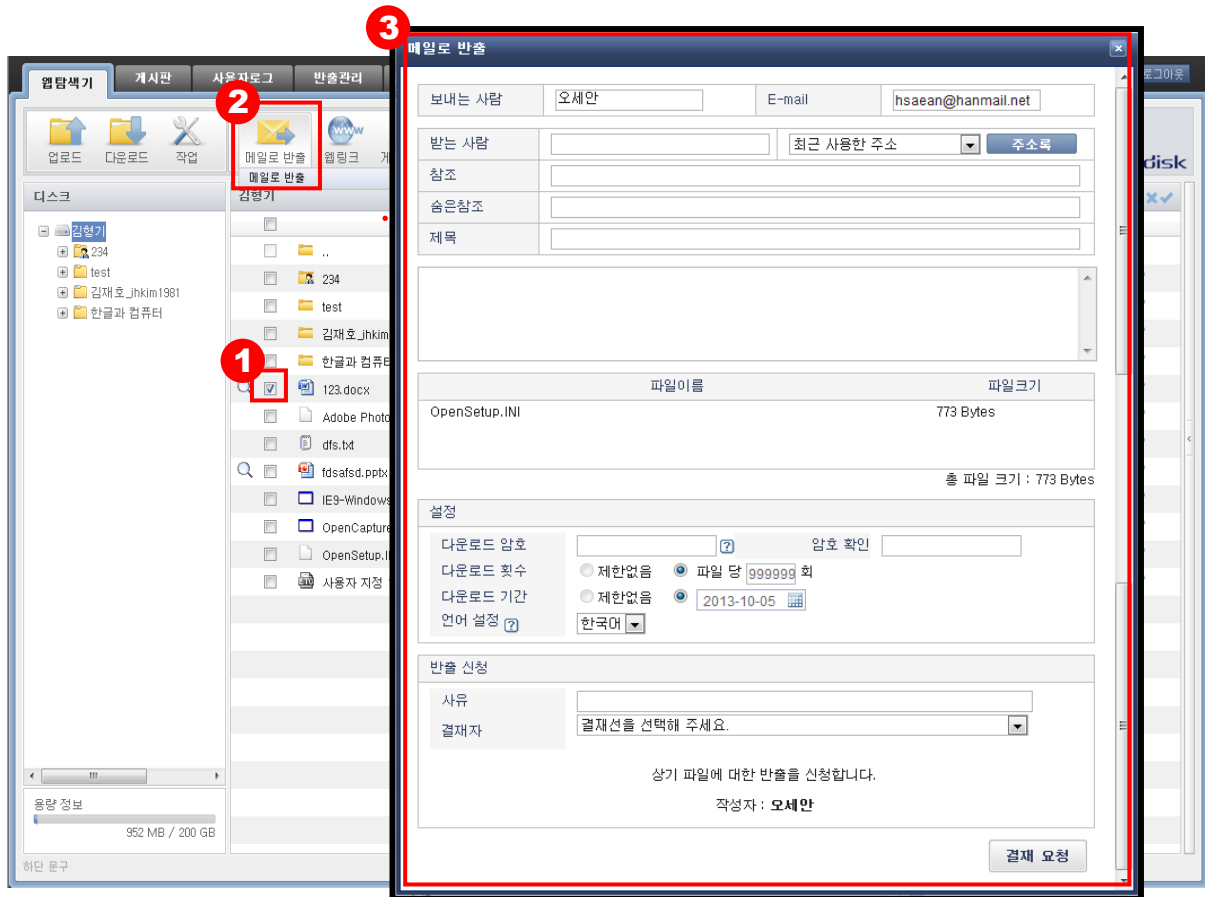 3
메일로 반출
웹탐색기 게시판 사용자로그 반출관리 로그아웃
2
업로드 다운로드 작업 메일로 반출 웹링크
메일로 반출
disk
디스크
김형기
김형기
234
test
김재호_jhkim1981
한글과 컴퓨터
..
234
test
김재호_jhkim
한글과 컴퓨터
1
123.docx
Adobe Photo
dfs.txt
fdsafsd.pptx
IE9-Windows
OpenCapture
OpenSetup.I
사용자 지정
용량 정보
952 MB / 200 GB
하단 문구
보내는 사람 오세안 E-mail hsaean@hanmail.net
받는 사람 최근 사용한 주소 주소록
참조
숨은참조
제목
파일이름 파일크기
OpenSetup.INI 773 Bytes
총 파일 크기 : 773 Bytes
설정
다운로드 암호 ? 암호 확인
다운로드 횟수 제한없음 파일 당 999999 회
다운로드 기간 제한없음 2013-10-05
언어 설정 ? 한국어
반출 신청
사유
결재자 결재선을 선택해 주세요.
상기 파일에 대한 반출을 신청합니다.
작성자 : 오세안
결재 요청